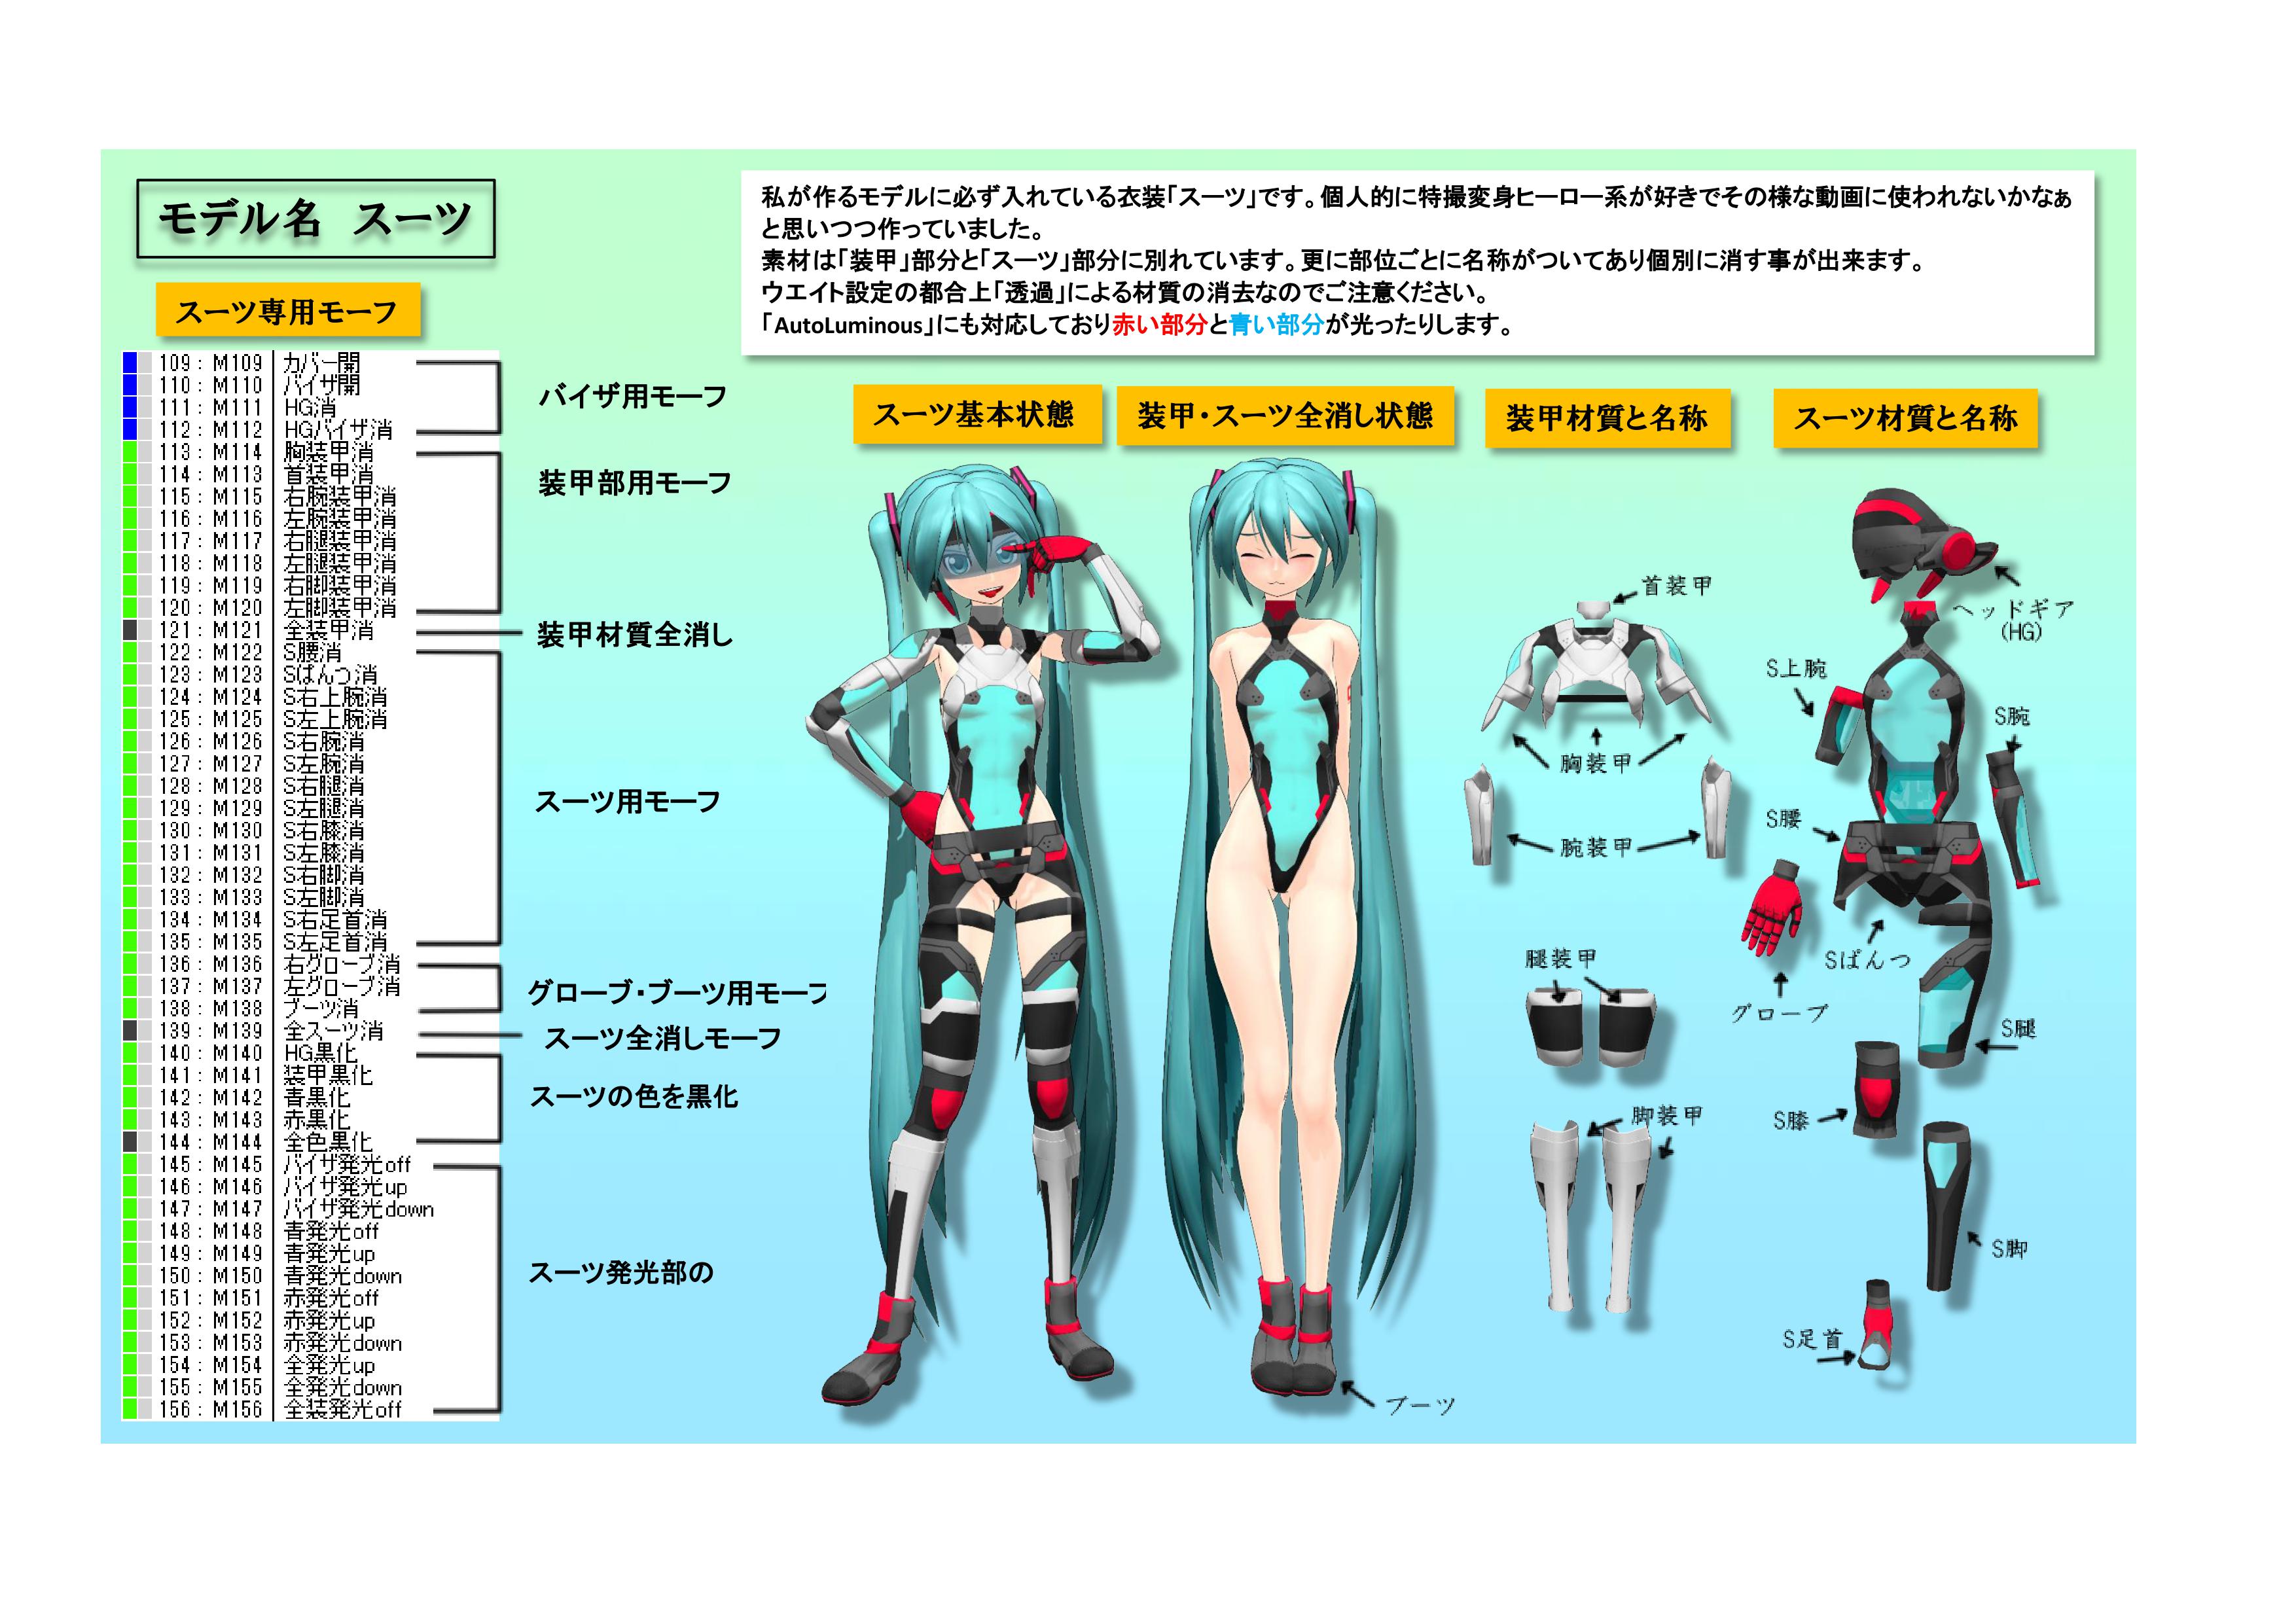 モデル名　スーツ
私が作るモデルに必ず入れている衣装「スーツ」です。個人的に特撮変身ヒーロー系が好きでその様な動画に使われないかなぁ
と思いつつ作っていました。
素材は「装甲」部分と「スーツ」部分に別れています。更に部位ごとに名称がついてあり個別に消す事が出来ます。
ウエイト設定の都合上「透過」による材質の消去なのでご注意ください。
「AutoLuminous」にも対応しており赤い部分と青い部分が光ったりします。
スーツ専用モーフ
109 : M109 カバー開
110 : M110 バイザ開
111 : M111 HG消
112 : M112 HGバイザ消
113 : M114 胸装甲消
114 : M113 首装甲消
115 : M115 右腕装甲消
116 : M116 左腕装甲消
117 : M117 右腿装甲消
118 : M118 左腿装甲消
119 : M119 右脚装甲消
120 : M120 左脚装甲消
121 : M121 全装甲消
122 : M122 S腰消
123 : M123 Sぱんつ消
124 : M124 S右上腕消
125 : M125 S左上腕消
126 : M126 S右腕消
127 : M127 S左腕消
128 : M128 S右腿消
129 : M129 S左腿消
130 : M130 S右膝消
131 : M131 S左膝消
132 : M132 S右脚消
133 : M133 S左脚消
134 : M134 S右足首消
135 : M135 S左足首消
136 : M136 右グローブ消
137 : M137 左グローブ消
138 : M138 ブーツ消
139 : M139 全スーツ消
140 : M140 HG黒化
141 : M141 装甲黒化
142 : M142 青黒化
143 : M143 赤黒化
144 : M144 全色黒化
145 : M145 バイザ発光off
146 : M146 バイザ発光up
147 : M147 バイザ発光down
148 : M148 青発光off
149 : M149 青発光up
150 : M150 青発光down
151 : M151 赤発光off
152 : M152 赤発光up
153 : M153 赤発光down
154 : M154 全発光up
155 : M155 全発光down
156 : M156 全装発光off
バイザ用モーフ
装甲部用モーフ
装甲材質全消し
スーツ用モーフ
グローブ・ブーツ用モーフ
スーツ全消しモーフ
スーツの色を黒化
スーツ発光部の
スーツ基本状態
装甲・スーツ全消し状態
ブーツ
装甲材質と名称
首装甲
胸装甲
腕装甲
腿装甲
脚装甲
スーツ材質と名称
ヘッドギア
(HG)
S上腕
S腕
S腰
Sぱんつ
グローブ
S腿
S膝
S脚
S足首